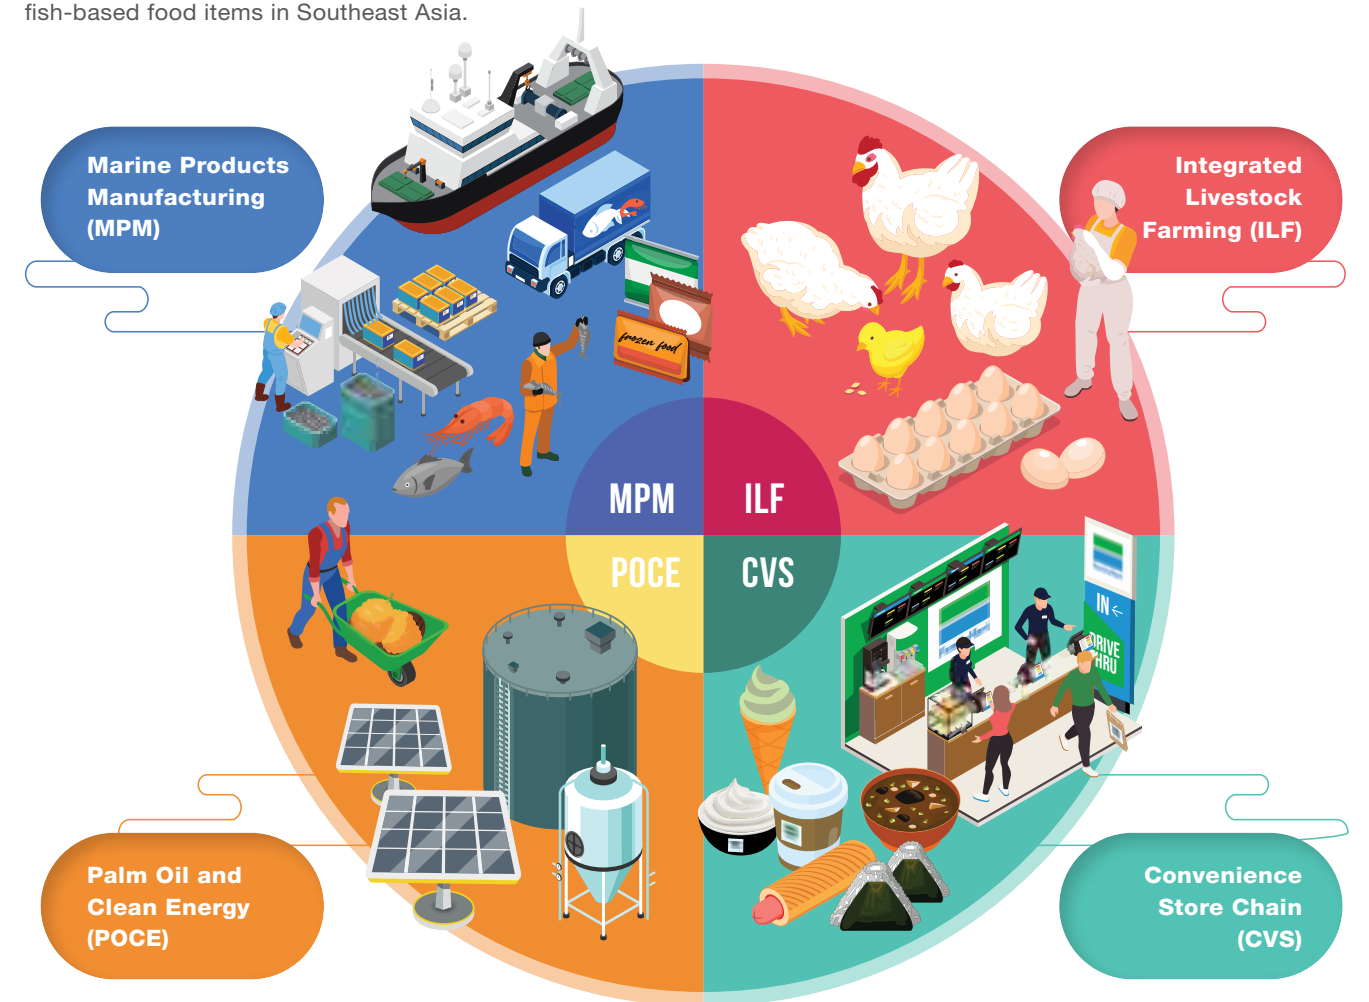 fish-based food items in Southeast Asia.
Marine Products
Manufacturing
(MPM)
Integrated
Livestock
Farming (ILF)
frozen food
MPM
ILF
POCE
CVS
IN
DRIVE
THRU
Palm Oil and
Clean Energy
(POCE)
Convenience
Store Chain
(CVS)